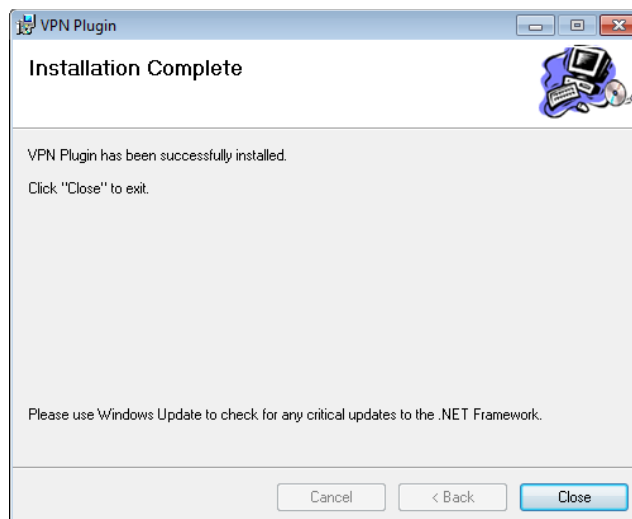 VPN Plugin
Installation Complete
VPN Plugin has been successfully installed.
Click "Close" to exit.
Please use Windows Update to check for any critical updates to the .NET Framework.
Cancel
< Back
Close